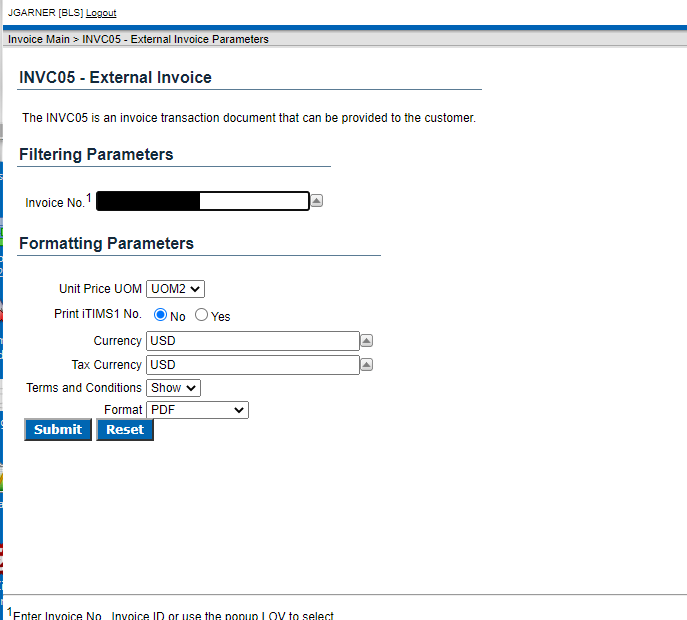 JGARNER [BLS] Logout
Invoice Main > INVC05 - External Invoice Parameters
INVC05 - External Invoice
The INVC05 is an invoice transaction document that can be provided to the customer.
Filtering Parameters
Invoice No.1
Formatting Parameters
Unit Price UOM UOM2
Print iTIMS1 No. No Yes
Currency USD
Tax Currency USD
Terms and Conditions Show
Format PDF
Submit Reset
1Enter Invoice No., Invoice ID or use the popup LOV to select